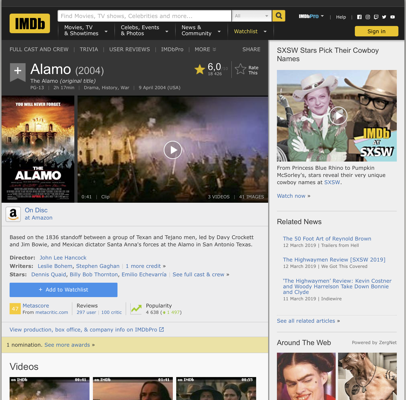 IMDb
Find Movies, TV shows, Celebrities and more...
All
Movies, TV
& Showtimes
Celebs, Events
& Photos
News &
Community
Watchlist
IMDbPro
Help
Sign in
FULL CAST AND CREW | TRIVIA | USER REVIEWS | IMDbPro | MORE
SHARE
Alamo (2004)
The Alamo (original title)
PG-13 | 2h 17min | Drama, History, War | 9 April 2004 (USA)
6,0
Rate
This
YOU WILL NEVER FORGET
THE
ALAMO
0:41 | Clip
3 VIDEOS | 41 IMAGES
On Disc
at Amazon
Based on the 1836 standoff between a group of Texan and Tejano men, led by Davy Crockett
and Jim Bowie, and Mexican dictator Santa Anna's forces at the Alamo in San Antonio Texas.
Director: John Lee Hancock
Writers: Leslie Bohem, Stephen Gaghan | 1 more credit »
Stars: Dennis Quaid, Billy Bob Thornton, Emilio Echevarría | See full cast & crew »
+ Add to Watchlist
47
Metascore
From metacritic.com
Reviews
297 user | 100 critic
Popularity
View production, box office, & company info on IMDbPro
1 nomination. See more awards »
Videos
SXSW Stars Pick Their Cowboy
Names
IMDb
AT
SXSW
From Princess Blue Rhino to Pumpkin
McSorley's, stars reveal their very unique
cowboy names at SXSW.
Watch now »
Related News
The 50 Foot Art of Reynold Brown
12 March 2019 | Trailers from Hell
The Highwaymen Review [SXSW 2019]
12 March 2019 | We Got This Covered
'The Highwaymen' Review: Kevin Costner
and Woody Harrelson Take Down Bonnie
and Clyde
11 March 2019 | Indiewire
See all related articles »
Around The Web
Powered by ZergNet